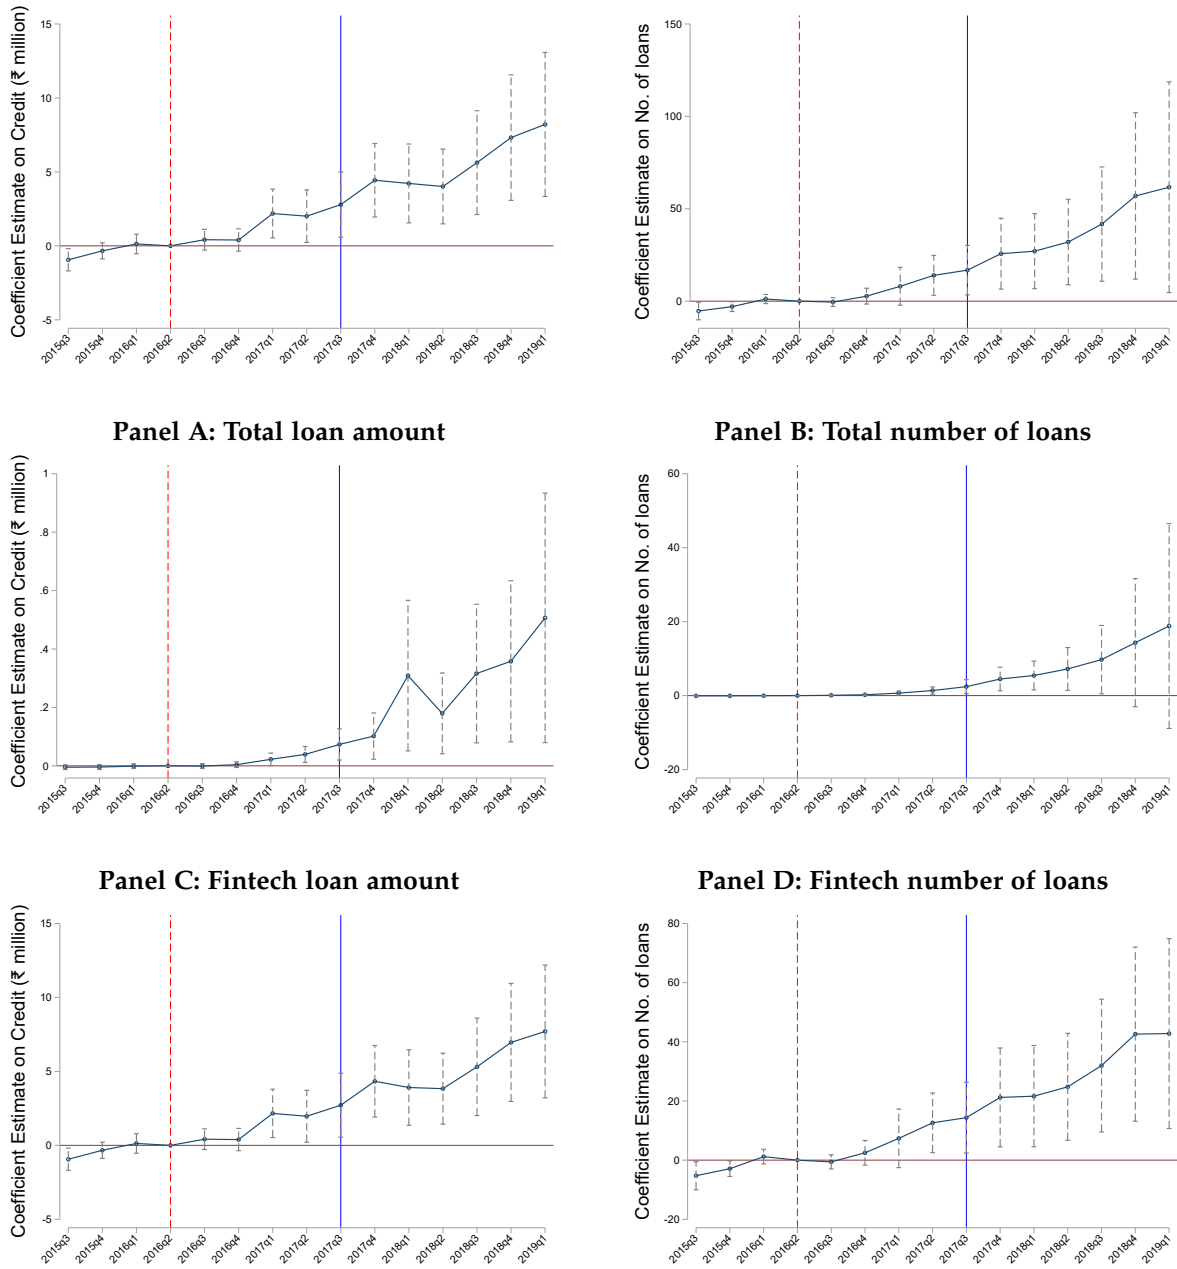 Coefficient Estimate on Credit (₹ million)
15
10
5
0
-5
2015q3 2015q4 2016q1 2016q2 2016q3 2016q4 2017q1 2017q2 2017q3 2017q4 2018q1 2018q2 2018q3 2018q4 2019q1
Coefficient Estimate on No. of loans
150
100
50
0
2015q3 2015q4 2016q1 2016q2 2016q3 2016q4 2017q1 2017q2 2017q3 2017q4 2018q1 2018q2 2018q3 2018q4 2019q1
Panel A: Total loan amount
Panel B: Total number of loans
Coefficient Estimate on Credit (₹ million)
1
.8
.6
.4
.2
0
2015q3 2015q4 2016q1 2016q2 2016q3 2016q4 2017q1 2017q2 2017q3 2017q4 2018q1 2018q2 2018q3 2018q4 2019q1
Coefficient Estimate on No. of loans
60
40
20
0
-20
2015q3 2015q4 2016q1 2016q2 2016q3 2016q4 2017q1 2017q2 2017q3 2017q4 2018q1 2018q2 2018q3 2018q4 2019q1
Panel C: Fintech loan amount
Panel D: Fintech number of loans
Coefficient Estimate on Credit (₹ million)
15
10
5
0
-5
2015q3 2015q4 2016q1 2016q2 2016q3 2016q4 2017q1 2017q2 2017q3 2017q4 2018q1 2018q2 2018q3 2018q4 2019q1
Coefficient Estimate on No. of loans
80
60
40
20
0
-20
2015q3 2015q4 2016q1 2016q2 2016q3 2016q4 2017q1 2017q2 2017q3 2017q4 2018q1 2018q2 2018q3 2018q4 2019q1